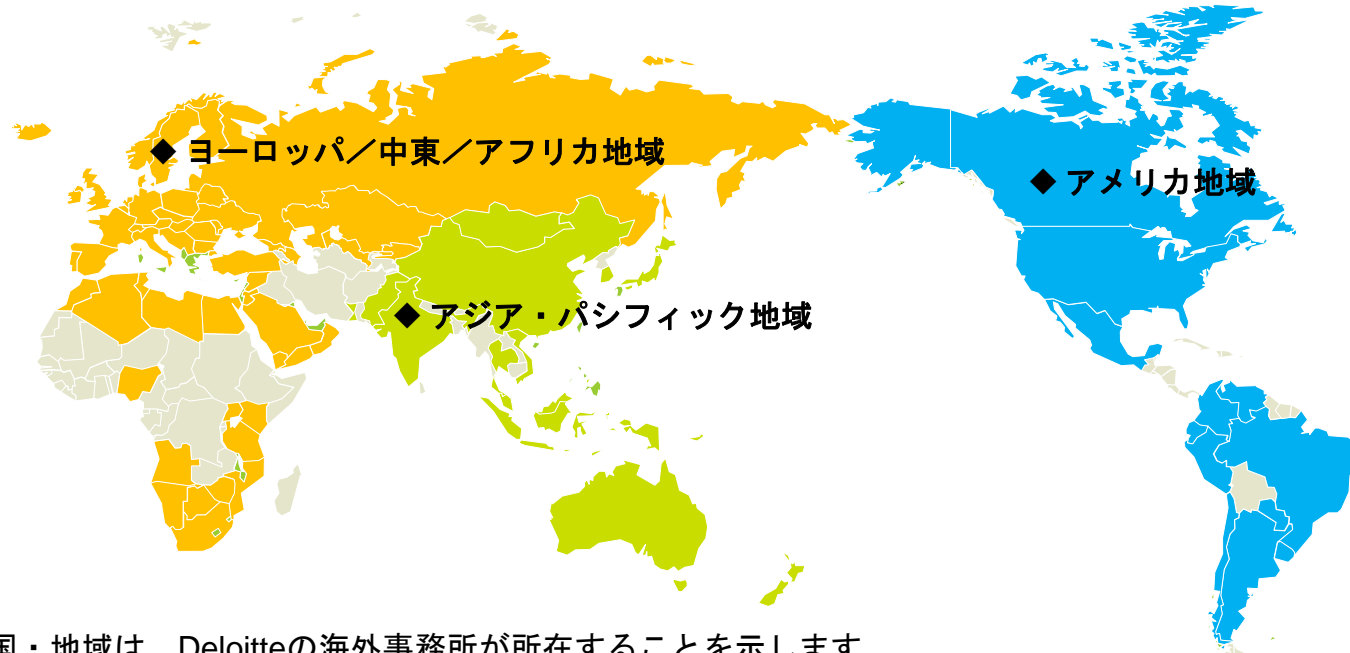 ◆ ヨーロッパ／中東／アフリカ地域
◆ アメリカ地域
◆ アジア・パシフィック地域
国・地域は、Deloitteの海外事務所が所在することを示します